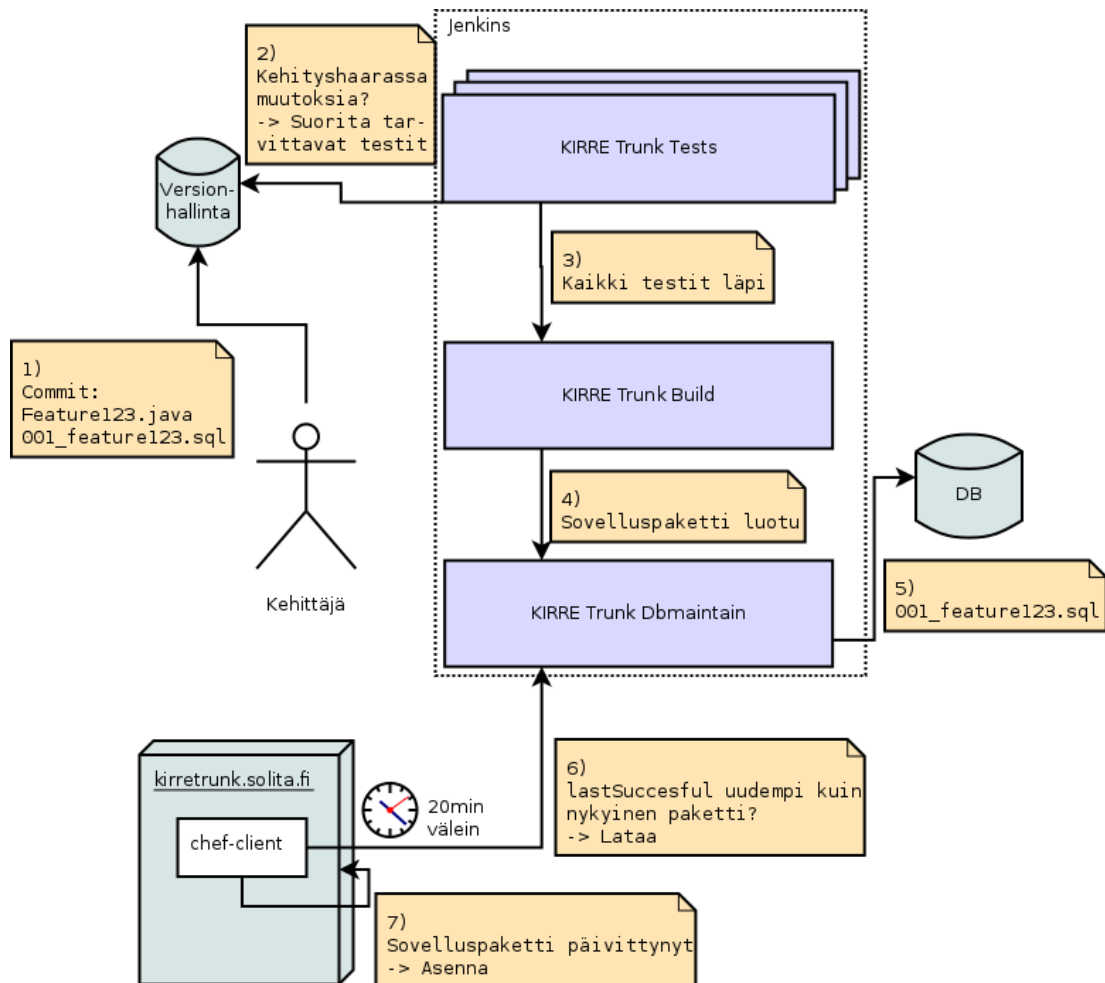 Jenkins
2)
Kehityshaarassa
muutoksia?
-> Suorita tar-
vittavat testit
KIRRE Trunk Tests
Version-
hallinta
3)
Kaikki testit läpi
1)
Commit:
Feature123.java
001_feature123.sql
KIRRE Trunk Build
Kehittäjä
4)
Sovelluspaketti luotu
DB
KIRRE Trunk Dbmaintain
5)
001_feature123.sql
kirretrunk.solita.fi
chef-client
20min
välein
6)
lastSuccesful uudempi kuin
nykyinen paketti?
-> Lataa
7)
Sovelluspaketti päivittynyt
-> Asenna